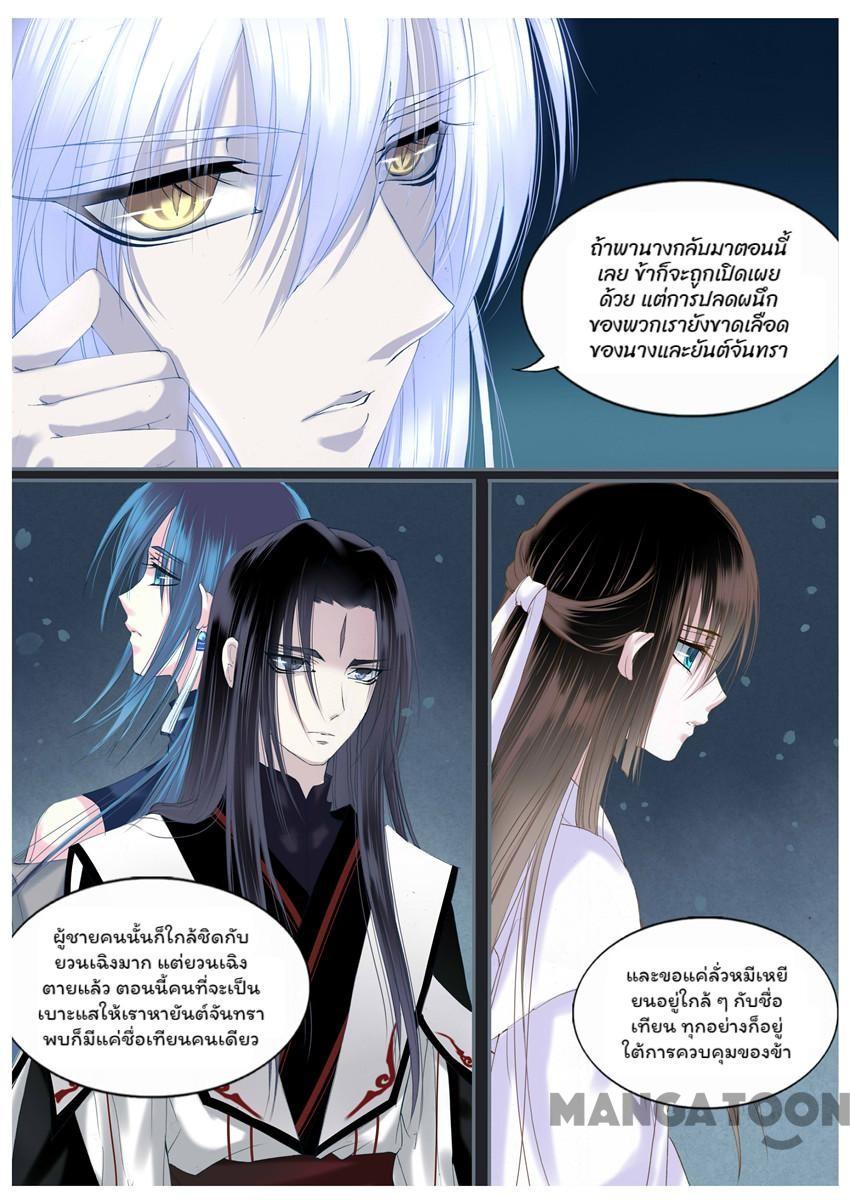 ถ้าพานางกลับมาตอนนี้
เลย ข้าก็จะถูกเปิดเผย
ด้วย แต่การปลดผนึก
ของพวกเรายังขาดเลือด
ของนางและยันต์จันทรา
ผู้ชายคนนั้นก็ใกล้ชิดกับ
ยวนเฉิงมาก แต่ยวนเฉิง
ตายแล้ว ตอนนี้คนที่จะเป็น
เบาะแสให้เราหายันต์จันทรา
พบก็มีแค่ชื่อเทียนคนเดียว
และขอแค่ลั่วหมีเหยี
ยนอยู่ใกล้ ๆ กับชื่อ
เทียน ทุกอย่างก็อยู่
ใต้การควบคุมของข้า
MANGATOON